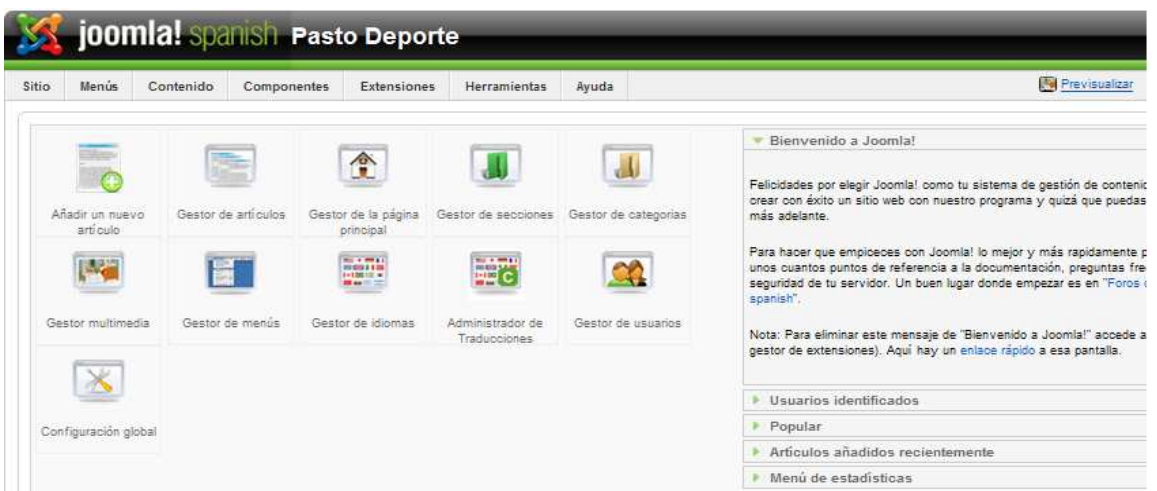 joomla! spanish Pasto Deporte
Sitio Menús Contenido Componentes Extensiones Herramientas Ayuda Previsualizar
Añadir un nuevo
artículo
Gestor de artículos
Gestor de la página
principal
Gestor de secciones
Gestor de categorias
Gestor multimedia
Gestor de menús
Gestor de idiomas
Administrador de
Traducciones
Gestor de usuarios
Configuración global
Bienvenido a Joomla!
Felicidades por elegir Joomla! como tu sistema de gestión de contenid
crear con éxito un sitio web con nuestro programa y quizá que puedas
más adelante.
Para hacer que empiceces con Joomla! lo mejor y más rapidamente p
unos cuantos puntos de referencia a la documentación, preguntas fre
seguridad de tu servidor. Un buen lugar donde empezar es en "Foros
spanish".
Nota: Para eliminar este mensaje de "Bienvenido a Joomla!" accede a
gestor de extensiones). Aquí hay un enlace rápido a esa pantalla.
Usuarios identificados
Popular
Artículos añadidos recientemente
Menú de estadísticas